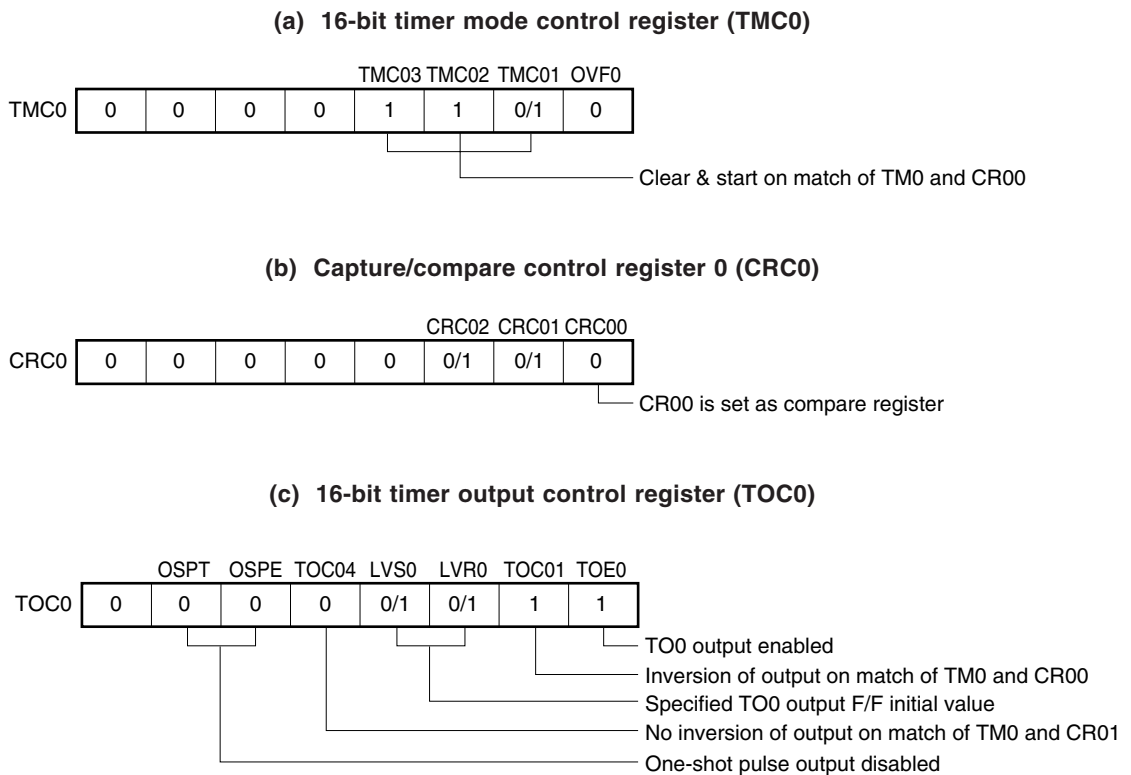 (a) 16-bit timer mode control register (TMC0)
TMC03 TMC02 TMC01 OVF0
TMC0 0 0 0 0 1 1 0/1 0
Clear & start on match of TM0 and CR00
(b) Capture/compare control register 0 (CRC0)
CRC02 CRC01 CRC00
CRC0 0 0 0 0 0 0/1 0/1 0
CR00 is set as compare register
(c) 16-bit timer output control register (TOC0)
OSPT OSPE TOC04 LVS0 LVR0 TOC01 TOE0
TOC0 0 0 0 0 0/1 0/1 1 1
TO0 output enabled
Inversion of output on match of TM0 and CR00
Specified TO0 output F/F initial value
No inversion of output on match of TM0 and CR01
One-shot pulse output disabled